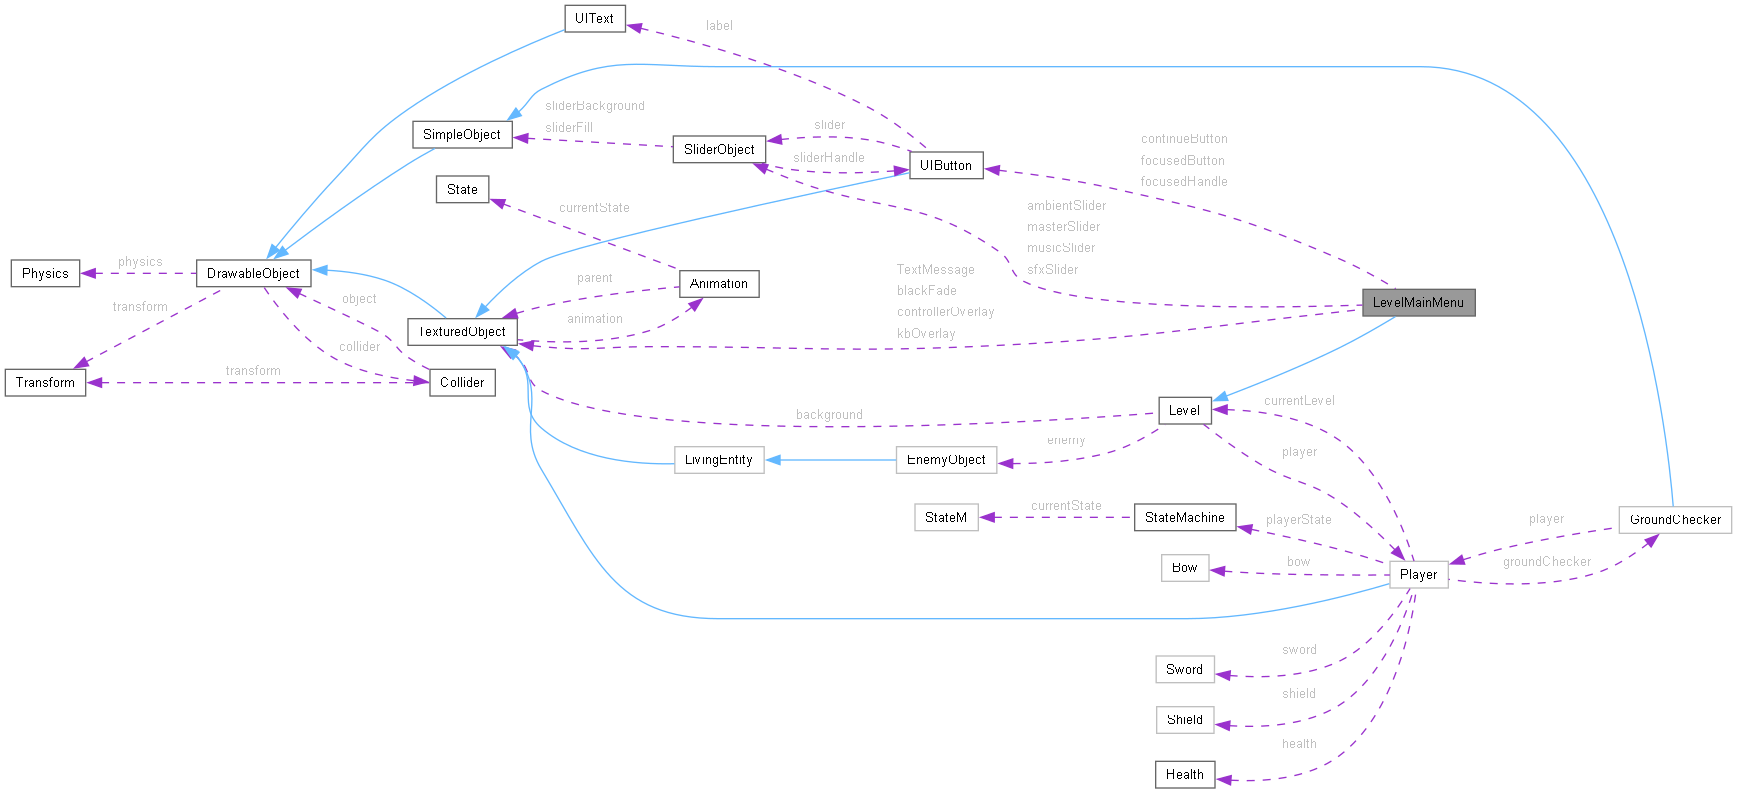 UIText
label
sliderBackground
sliderFill
SimpleObject
slider
SliderObject
sliderHandle
UIButton
continueButton
focusedButton
focusedHandle
State
currentState
ambientSlider
masterSlider
musicSlider
sfxSlider
Physics
physics
DrawableObject
parent
Animation
TextMessage
blackFade
controllerOverlay
kbOverlay
LevelMainMenu
transform
object
animation
TexturedObject
collider
Transform
transform
Collider
background
Level
currentLevel
enemy
player
LivingEntity
EnemyObject
StateM
currentState
StateMachine
playerState
player
GroundChecker
Bow
bow
Player
groundChecker
Sword
sword
Shield
shield
Health
health